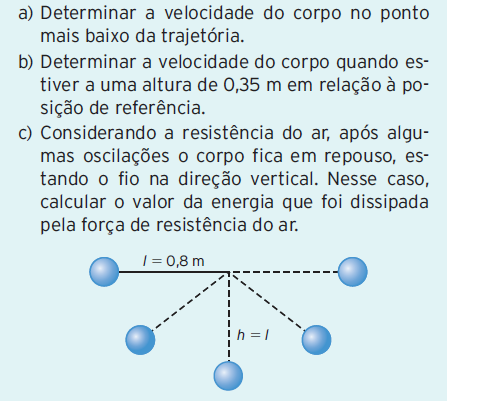 a) Determinar a velocidade do corpo no ponto
mais baixo da trajetória.
b) Determinar a velocidade do corpo quando es-
tiver a uma altura de 0,35 m em relação à po-
sição de referência.
c) Considerando a resistência do ar, após algu-
mas oscilações o corpo fica em repouso, es-
tando o fio na direção vertical. Nesse caso,
calcular o valor da energia que foi dissipada
pela força de resistência do ar.
l = 0,8 m
h = l